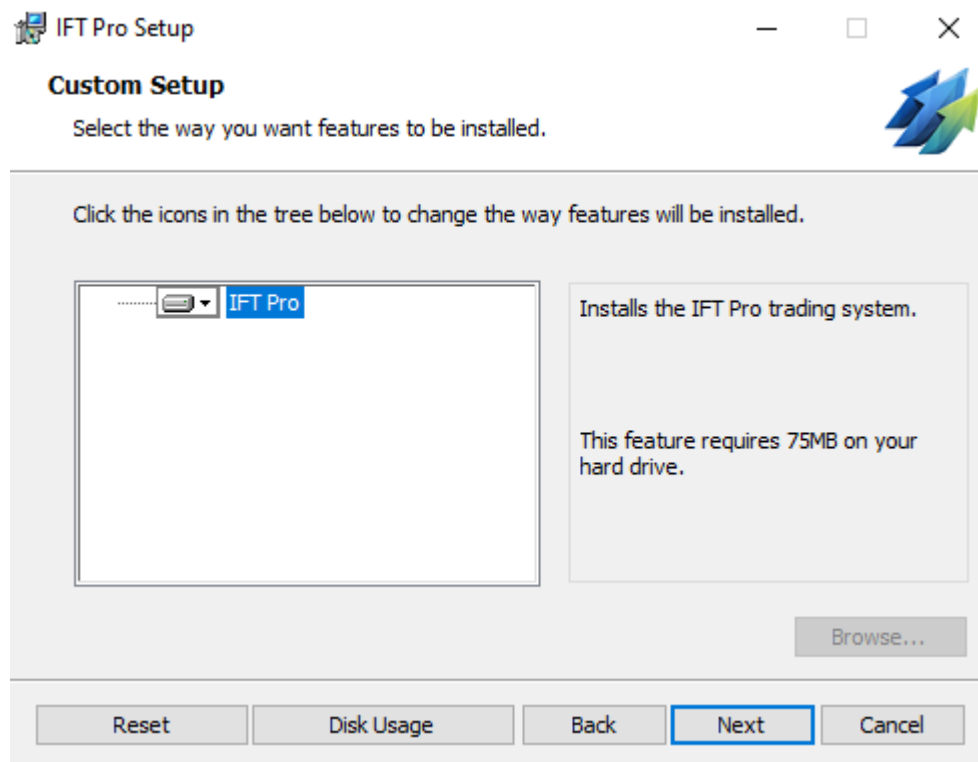 IFT Pro Setup
Custom Setup
Select the way you want features to be installed.
Click the icons in the tree below to change the way features will be installed.
IFT Pro
Installs the IFT Pro trading system.
This feature requires 75MB on your
hard drive.
Browse...
Reset
Disk Usage
Back
Next
Cancel